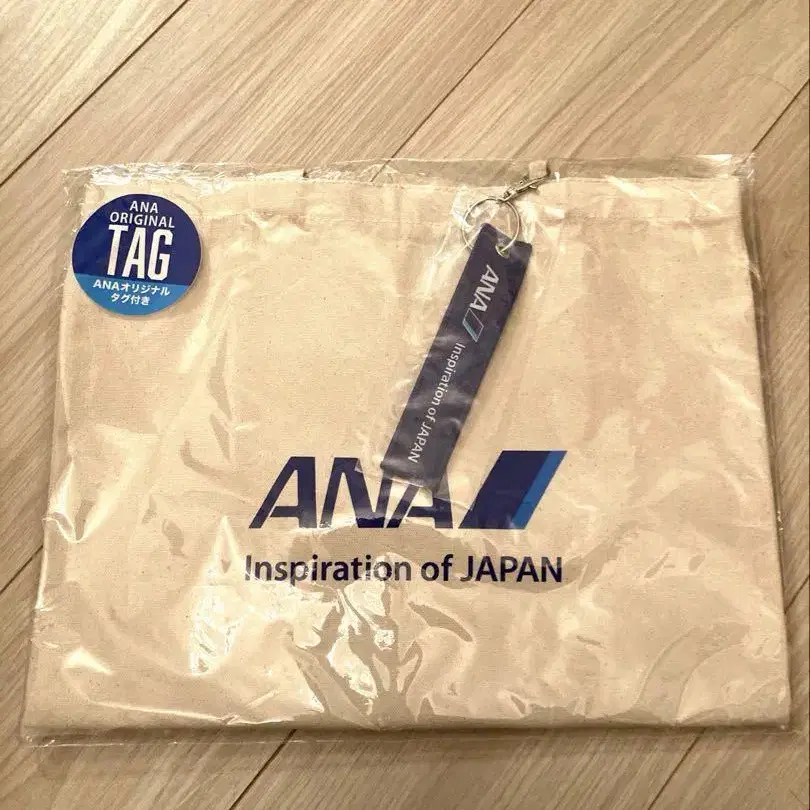 ANA
ORIGINAL
TAG
ANAオリジナル
タグ付き
ANA
Inspiration of JAPAN
ANA
Inspiration of JAPAN